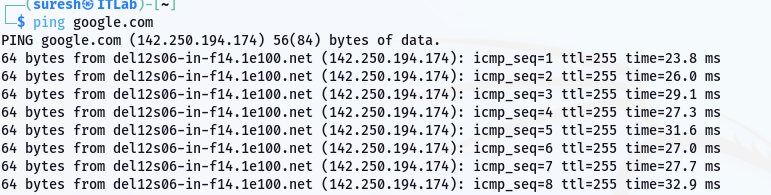 (suresh㉿ITLab)-[~]
$ ping google.com
PING google.com (142.250.194.174) 56(84) bytes of data.
64 bytes from del12s06-in-f14.1e100.net (142.250.194.174): icmp_seq=1 ttl=255 time=23.8 ms
64 bytes from del12s06-in-f14.1e100.net (142.250.194.174): icmp_seq=2 ttl=255 time=26.0 ms
64 bytes from del12s06-in-f14.1e100.net (142.250.194.174): icmp_seq=3 ttl=255 time=29.1 ms
64 bytes from del12s06-in-f14.1e100.net (142.250.194.174): icmp_seq=4 ttl=255 time=27.3 ms
64 bytes from del12s06-in-f14.1e100.net (142.250.194.174): icmp_seq=5 ttl=255 time=31.6 ms
64 bytes from del12s06-in-f14.1e100.net (142.250.194.174): icmp_seq=6 ttl=255 time=27.0 ms
64 bytes from del12s06-in-f14.1e100.net (142.250.194.174): icmp_seq=7 ttl=255 time=27.7 ms
64 bytes from del12s06-in-f14.1e100.net (142.250.194.174): icmp_seq=8 ttl=255 time=32.9 ms